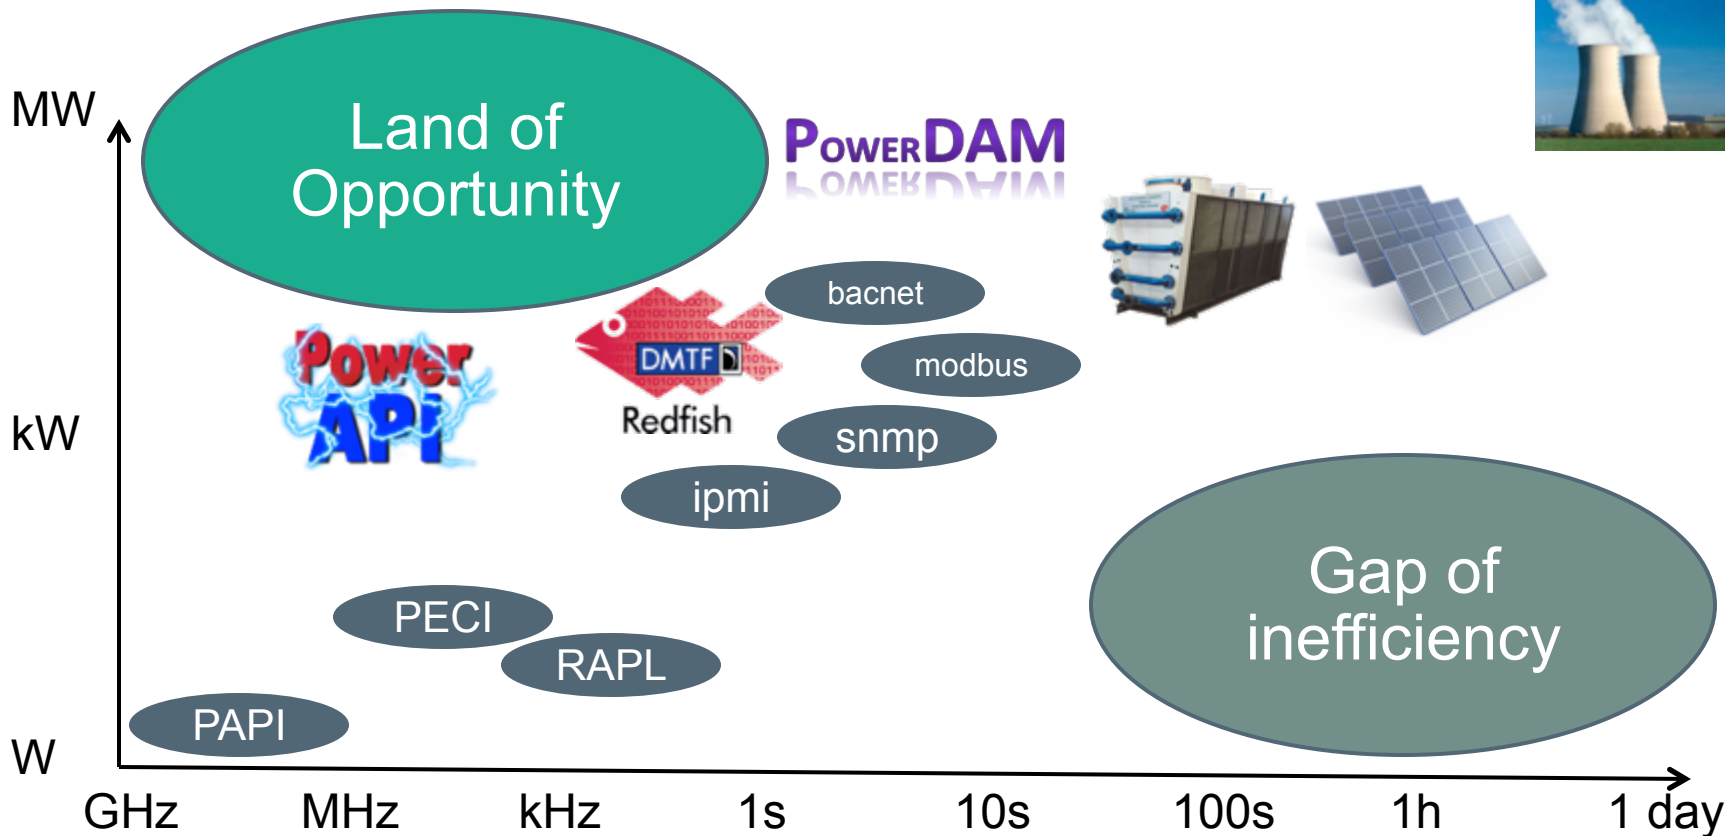 MW
Land of
Opportunity
POWERDAM
bacnet
Power
API
DMTF
Redfish
modbus
kW
snmp
ipmi
Gap of
inefficiency
PECI
RAPL
PAPI
W
GHz MHz kHz 1s 10s 100s 1h 1 day